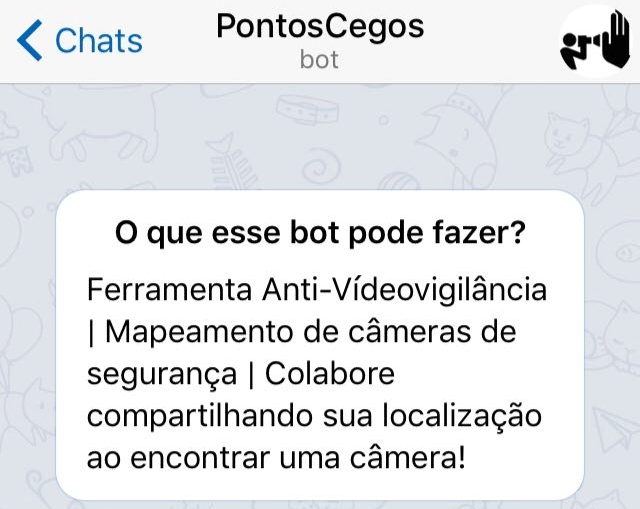 Chats
PontosCegos
bot
O que esse bot pode fazer?
Ferramenta Anti-Vídeovigilância
| Mapeamento de câmeras de
segurança | Colabore
compartilhando sua localização
ao encontrar uma câmera!